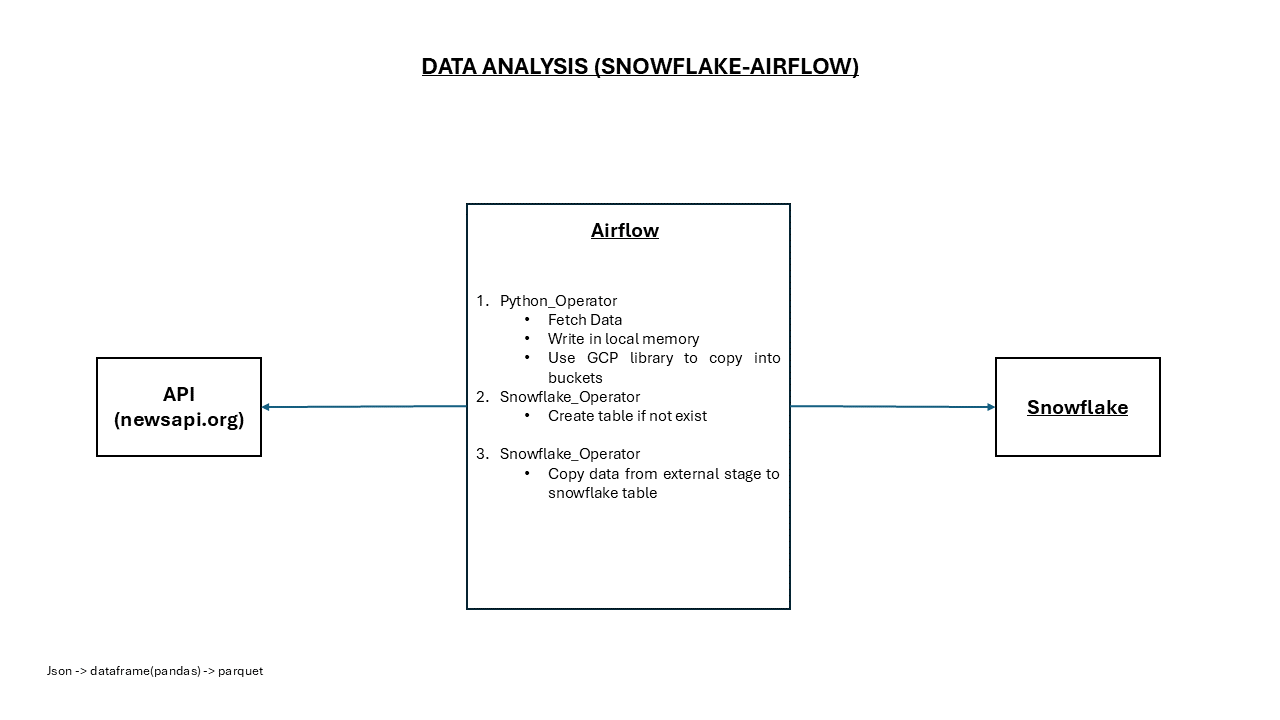 DATA ANALYSIS (SNOWFLAKE-AIRFLOW)
Airflow
1. Python_Operator
• Fetch Data
• Write in local memory
• Use GCP library to copy into
buckets
2. Snowflake_Operator
• Create table if not exist
3. Snowflake_Operator
• Copy data from external stage to
snowflake table
API
(newsapi.org)
Snowflake
Json -> dataframe(pandas) -> parquet